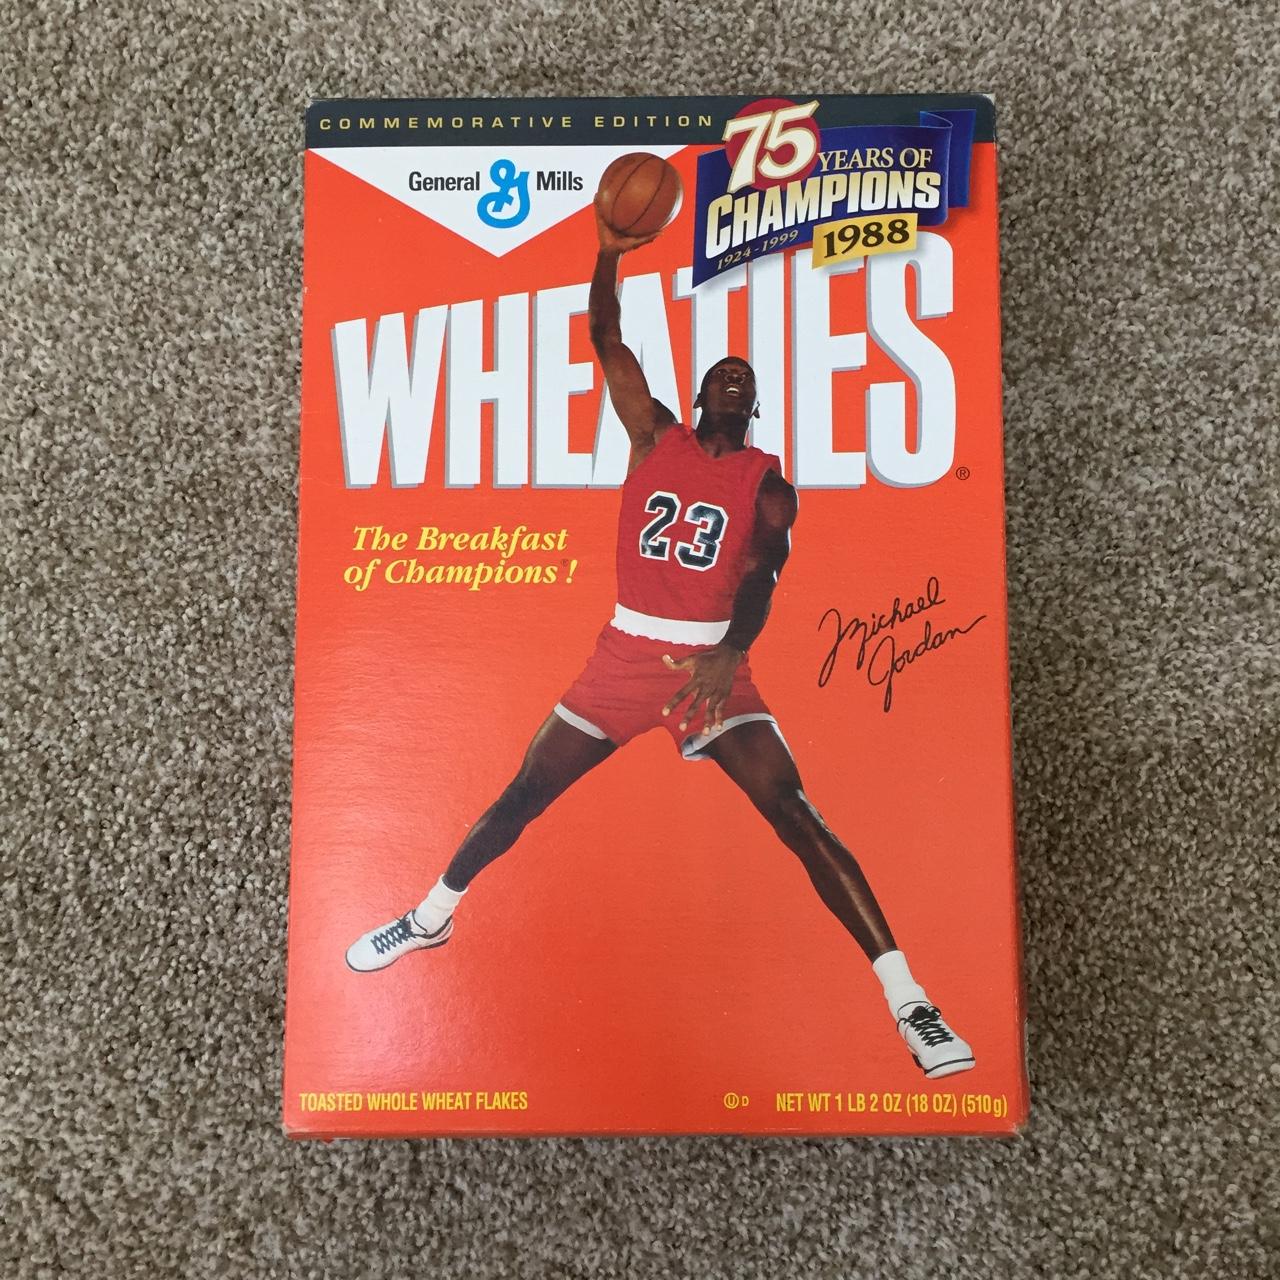 COMMEMORATIVE EDITION
75 YEARS OF
CHAMPIONS
1924-1999 1988
General Mills
WHEATIES®
The Breakfast
of Champions®!
23
Michael
Jordan
TOASTED WHOLE WHEAT FLAKES
Ⓤ D NET WT 1 LB 2 OZ (18 OZ) (510g)